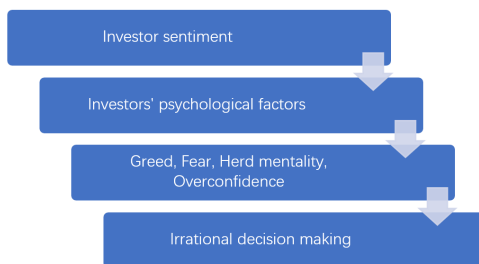 Investor sentiment
Investors' psychological factors
Greed, Fear, Herd mentality,
Overconfidence
Irrational decision making